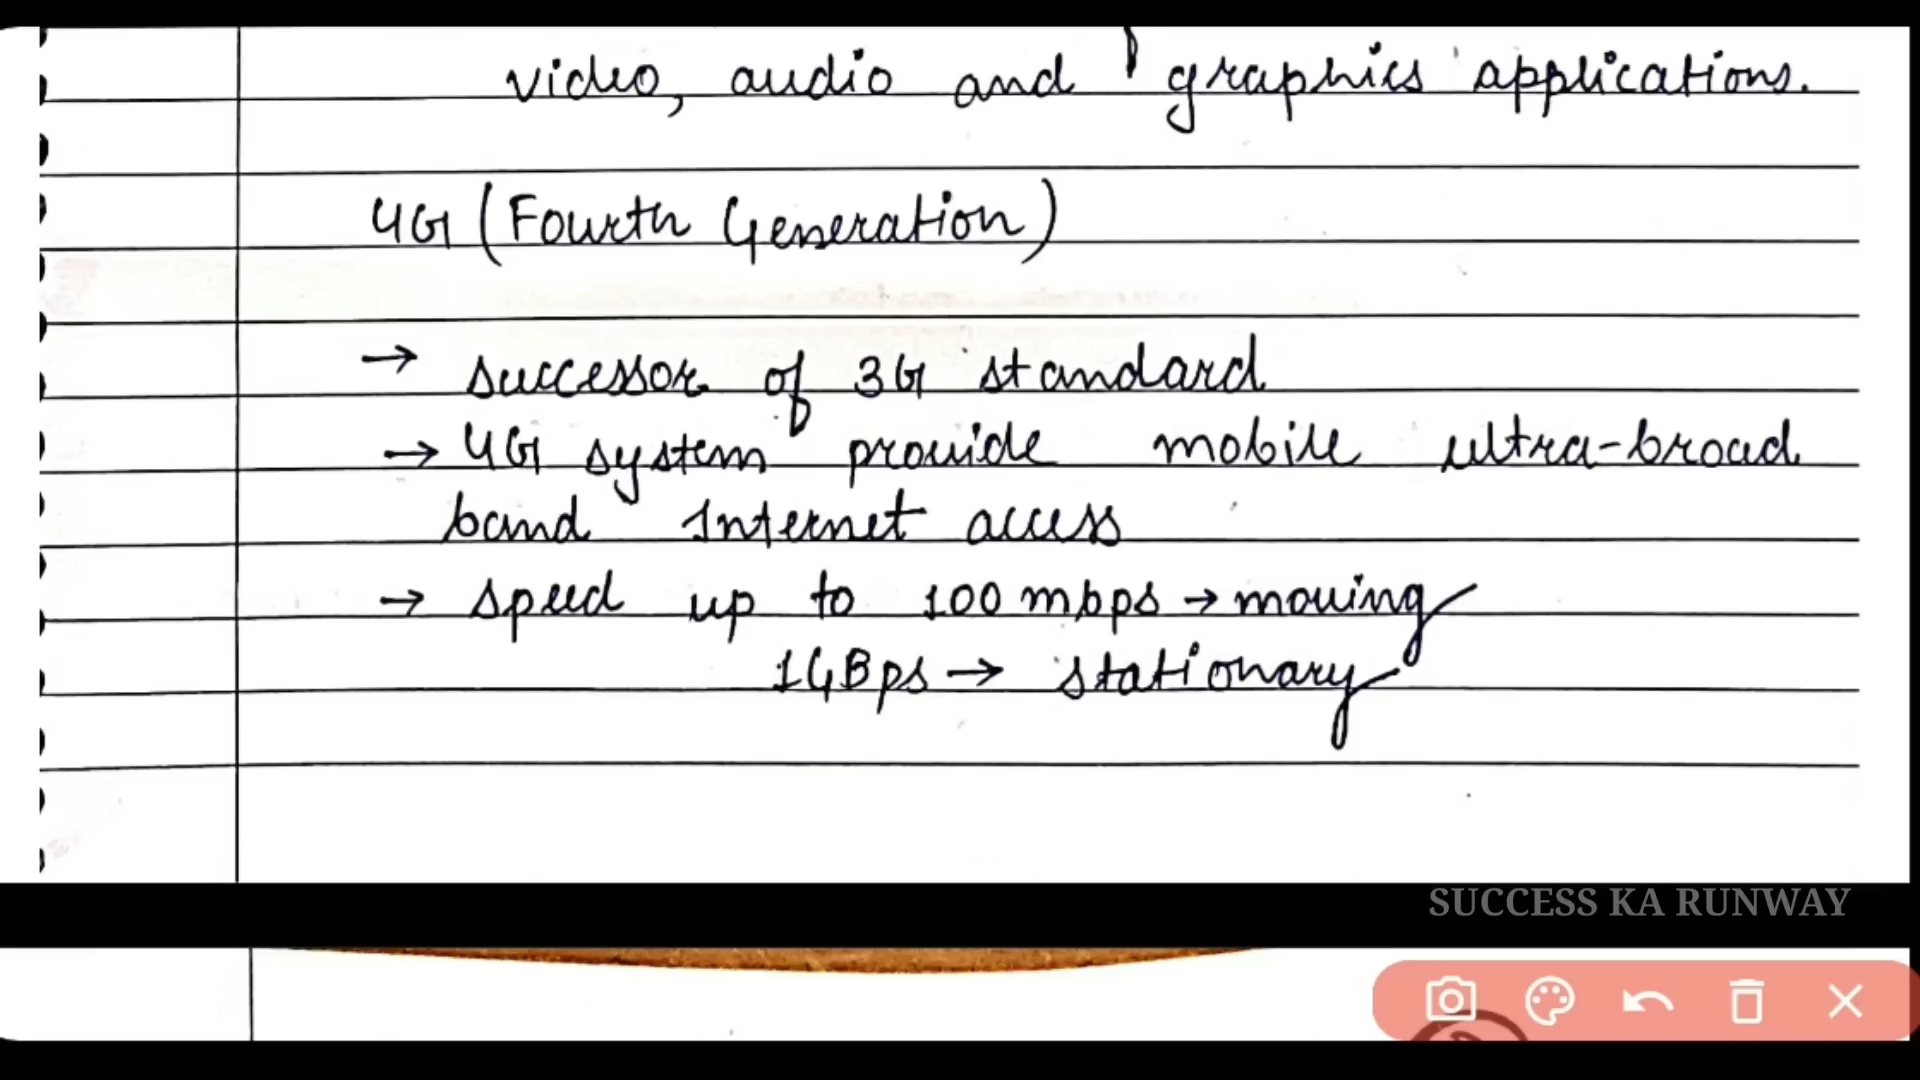 video, audio and graphics applications.
4G (Fourth Generation)
→ successor of 3G standard
→ 4G system provide mobile ultra-broad
band Internet access
→ speed up to 100 mbps → moving
1GBps → stationary
SUCCESS KA RUNWAY